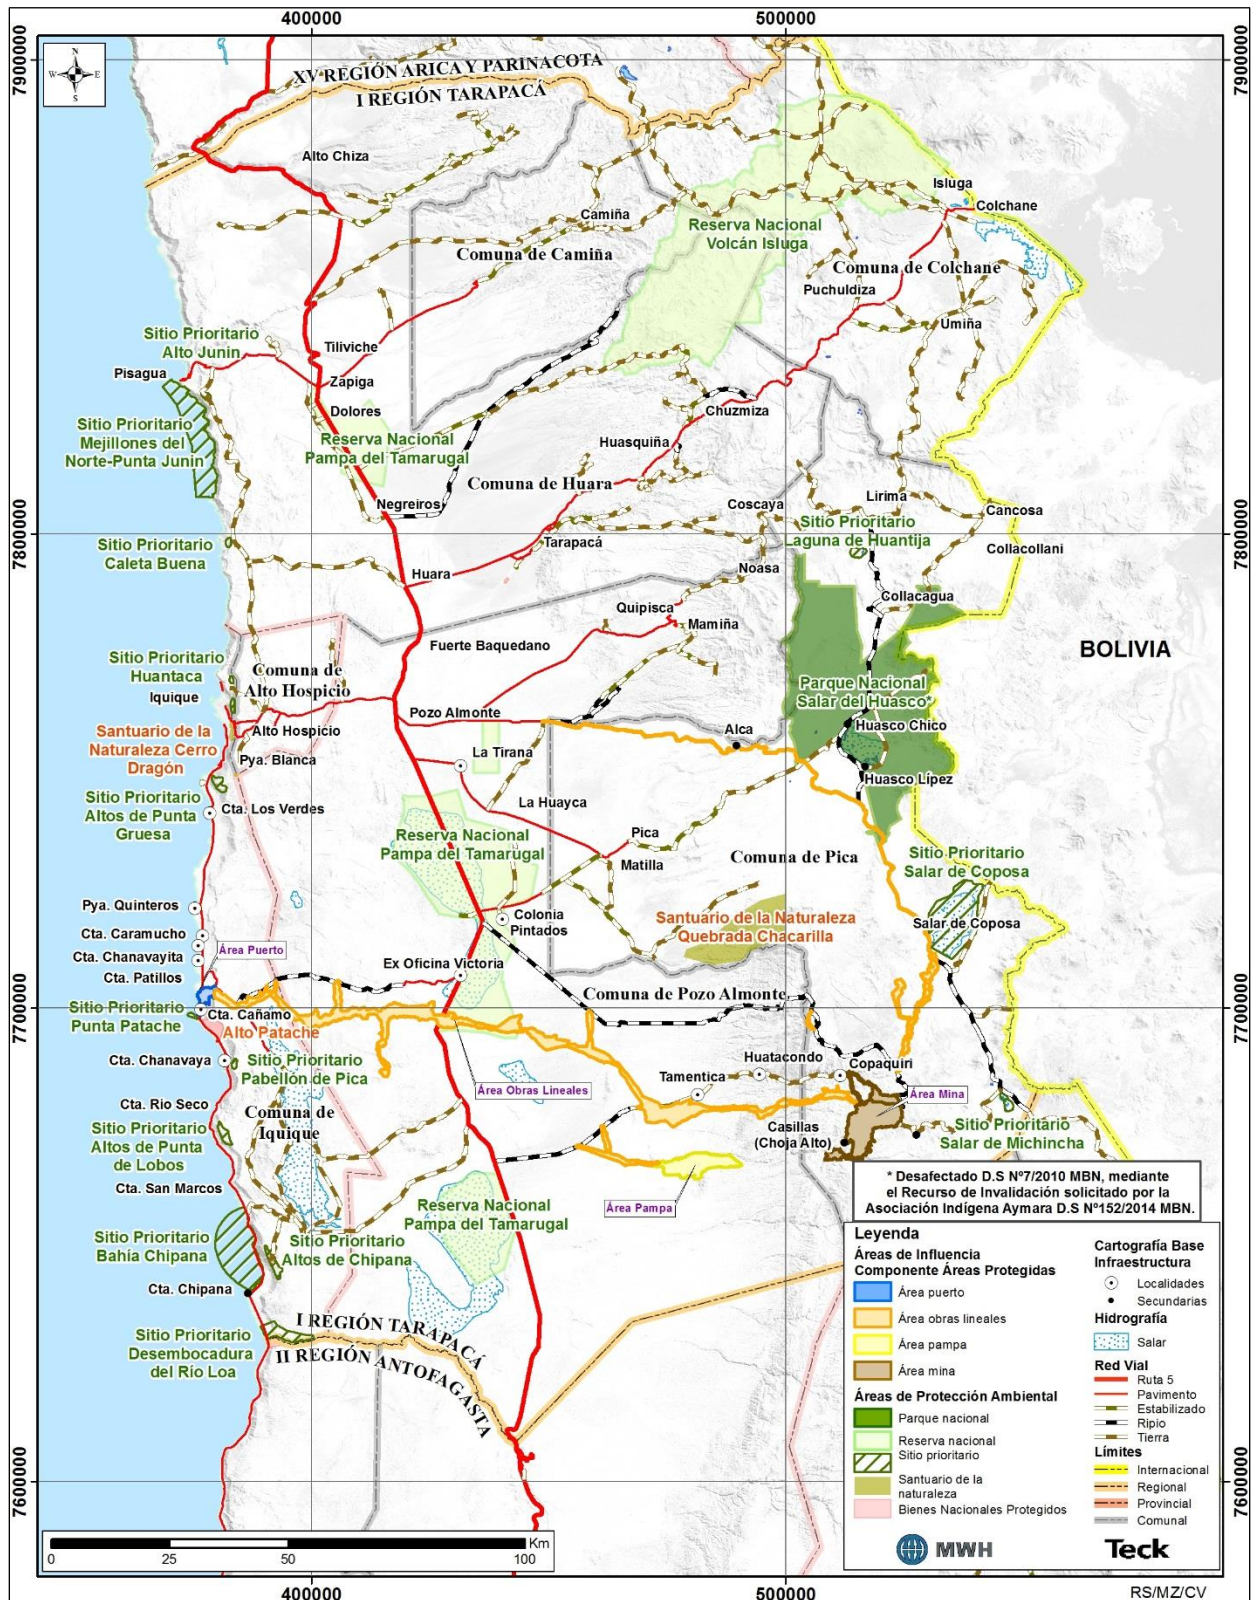 400000
500000
7900000
7900000
N
W
E
S
XV REGIÓN ARICA Y PARINACOTA
I REGIÓN TARAPACÁ
Alto Chiza
Isluga
Colchane
Camiña
Reserva Nacional
Volcán Isluga
Comuna de Camiña
Comuna de Colchane
Puchuldiza
Umiña
Sitio Prioritario
Alto Junin
Tiliviche
Pisagua
Zapiga
Dolores
Chuzmiza
Sitio Prioritario
Mejillones del
Norte-Punta Junin
Reserva Nacional
Pampa del Tamarugal
Huasquiña
Comuna de Huara
Negreiros
Coscaya
Lirima
Cancosa
7800000
7800000
Sitio Prioritario
Laguna de Huantija
Sitio Prioritario
Caleta Buena
Tarapacá
Collacollani
Noasa
Huara
Collacagua
Quipisca
Mamiña
Fuerte Baquedano
BOLIVIA
Sitio Prioritario
Huantaca
Comuna de
Alto Hospicio
Parque Nacional
Salar del Huasco*
Iquique
Pozo Almonte
Alca
Huasco Chico
Santuario de la
Naturaleza Cerro
Dragón
Alto Hospicio
Pya. Blanca
La Tirana
Huasco Lípez
Sitio Prioritario
Altos de Punta
Gruesa
Cta. Los Verdes
La Huayca
Reserva Nacional
Pampa del Tamarugal
Pica
Matilla
Comuna de Pica
Sitio Prioritario
Salar de Coposa
Pya. Quinteros
Colonia
Pintados
Santuario de la Naturaleza
Quebrada Chacarilla
Salar de Coposa
Cta. Caramucho
Área Puerto
Cta. Chanavayita
Ex Oficina Victoria
Cta. Patillos
Comuna de Pozo Almonte
7700000
7700000
Sitio Prioritario
Punta Patache
Cta. Cañamo
Alto Patache
Cta. Chanavaya
Sitio Prioritario
Pabellón de Pica
Huatacondo
Copaquiri
Tamentica
Área Obras Lineales
Área Mina
Cta. Rio Seco
Comuna de
Iquique
Sitio Prioritario
Altos de Punta
de Lobos
Casillas
(Choja Alto)
Sitio Prioritario
Salar de Michincha
Cta. San Marcos
Área Pampa
Reserva Nacional
Pampa del Tamarugal
* Desafectado D.S Nº7/2010 MBN, mediante
el Recurso de Invalidación solicitado por la
Asociación Indígena Aymara D.S Nº152/2014 MBN.
Sitio Prioritario
Bahía Chipana
Sitio Prioritario
Altos de Chipana
Cta. Chipana
I REGIÓN TARAPACÁ
II REGIÓN ANTOFAGASTA
Sitio Prioritario
Desembocadura
del Río Loa
Leyenda
Áreas de Influencia
Componente Áreas Protegidas
Área puerto
Área obras lineales
Área pampa
Área mina
Áreas de Protección Ambiental
Parque nacional
Reserva nacional
Sitio prioritario
Santuario de la
naturaleza
Bienes Nacionales Protegidos
Cartografía Base
Infraestructura
Localidades
Secundarias
Hidrografía
Salar
Red Vial
Ruta 5
Pavimento
Estabilizado
Ripio
Tierra
Límites
Internacional
Regional
Provincial
Comunal
7600000
7600000
MWH
Teck
Km
0
25
50
100
400000
500000
RS/MZ/CV